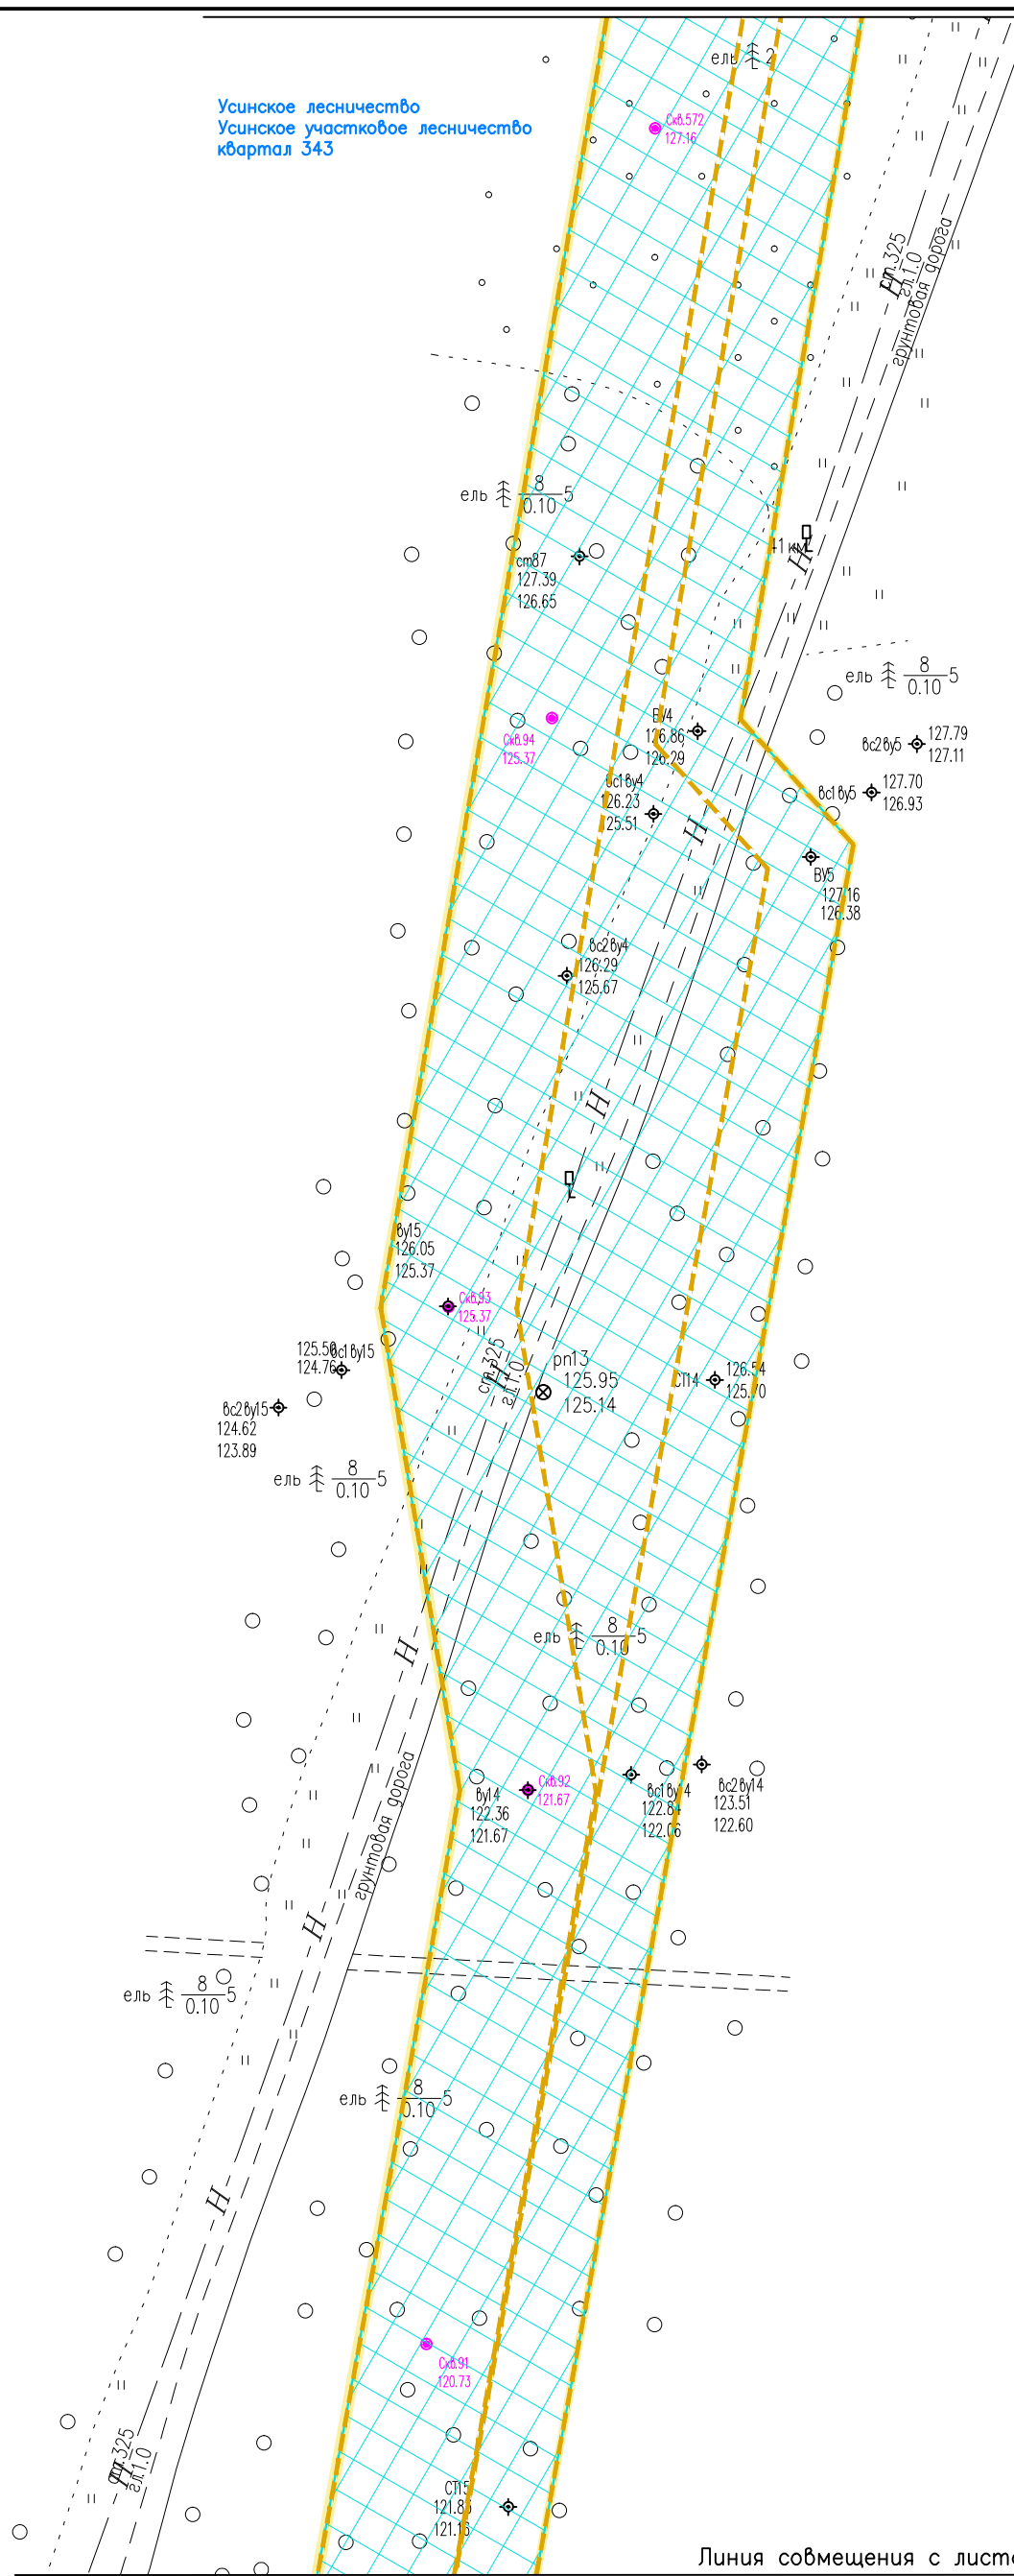 ель 2
Усинское лесничество
Усинское участковое лесничество
квартал 343
Скв.572
127.16
ст.325
гл.1.0
Н
грунтовая дорога
ель 8 5
0.10
41 км
Н
ст87
127.39
126.65
ель 8 5
0.10
Скв.94
125.37
ВУ4
126.86
126.29
вс2ву5
127.79
127.11
вс1ву4
126.23
125.51
вс1ву5
127.70
126.93
Н
ВУ5
127.16
126.38
вс2ву4
126.29
125.67
Н
ву15
126.05
125.37
Скв.93
125.37
вс1ву15
125.50
124.76
ст.325
гл.1.0
Н
рп13
125.95
125.14
СТ14
126.54
125.70
вс2ву15
124.62
123.89
ель 8 5
0.10
ель 8 5
0.10
Н
грунтовая дорога
Скв.92
121.67
ву14
122.36
121.67
вс1ву14
122.84
122.06
вс2ву14
123.51
122.60
Н
ель 8 5
0.10
ель 8 5
0.10
Н
Скв.91
120.73
ст.325
гл.1.0
Н
СТ15
121.85
121.16
Линия совмещения с листо